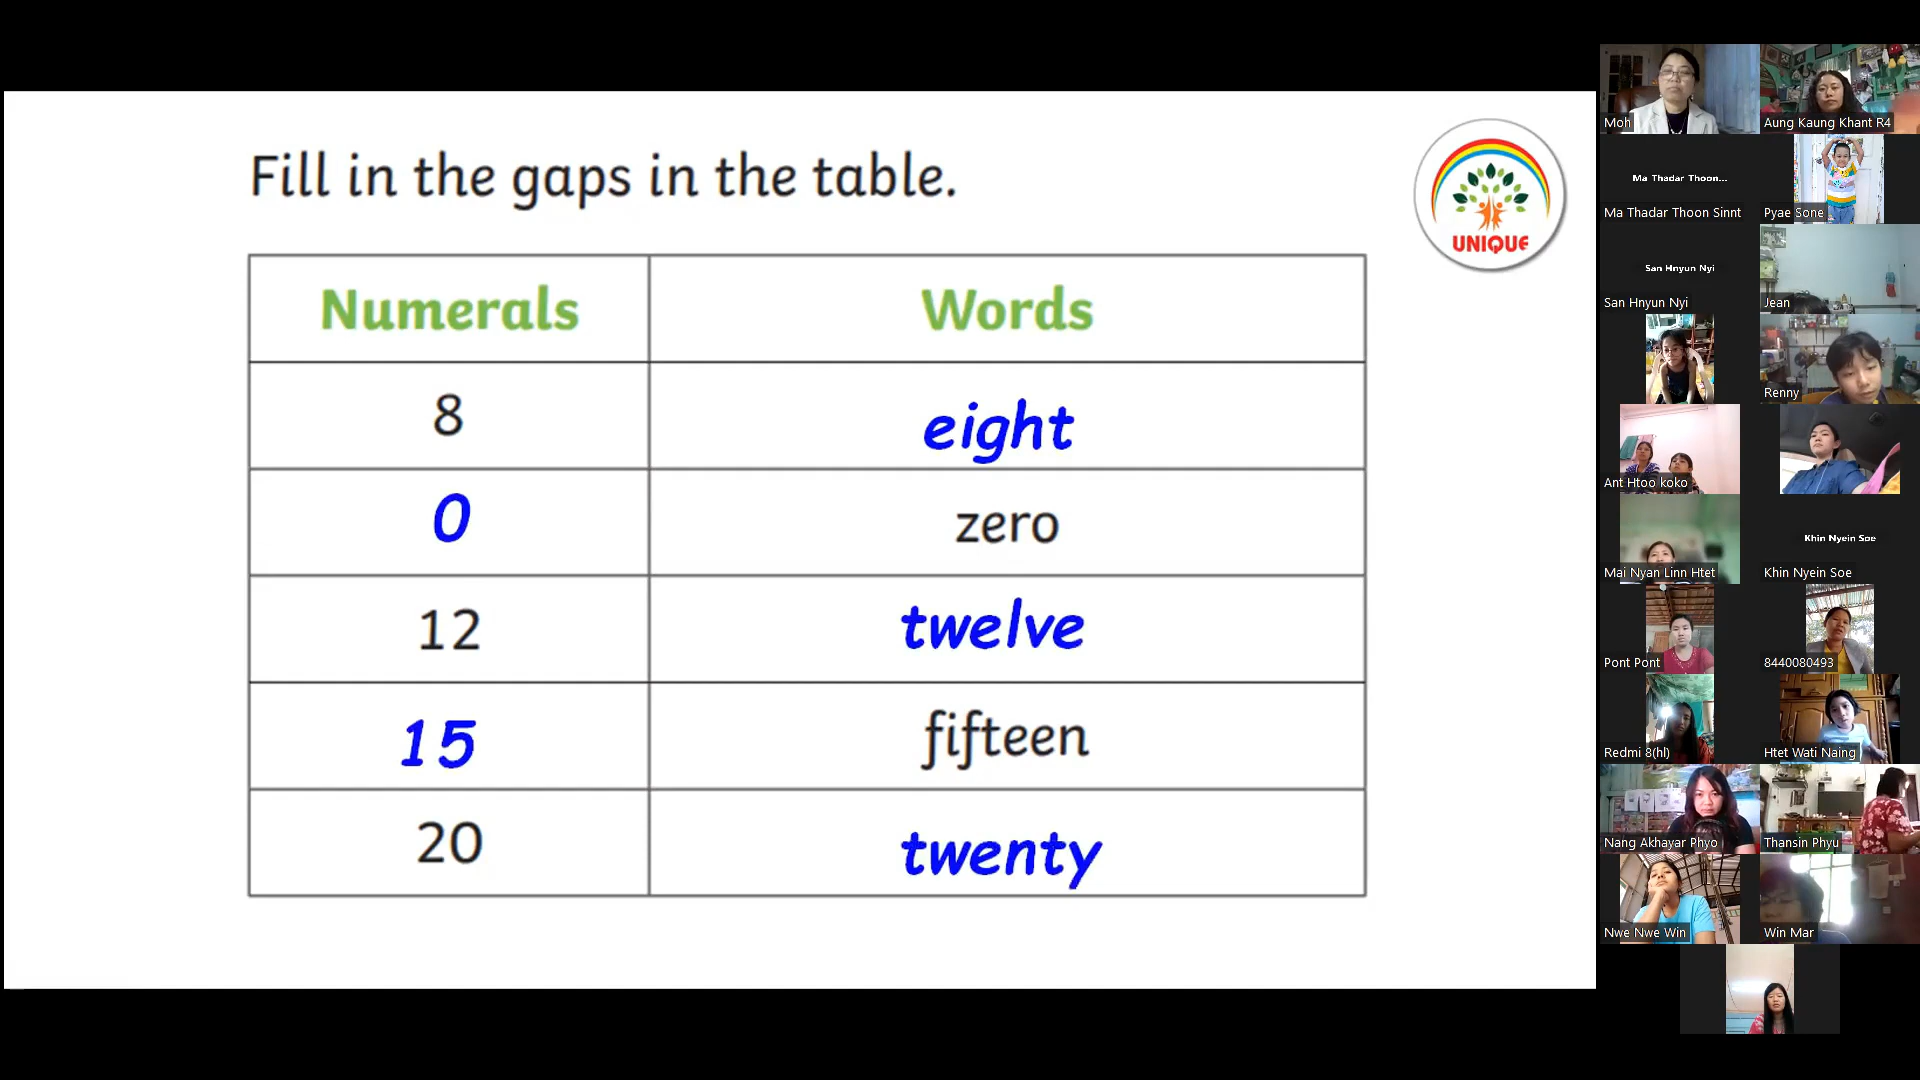 Fill in the gaps in the table.
UNIQUE
Numerals Words
8 eight
0 zero
12 twelve
15 fifteen
20 twenty
Moh
Aung Kaung Khant R4
Ma Thadar Thoon...
Ma Thadar Thoon Sinnt
Pyae Sone
San Hnyun Nyi
San Hnyun Nyi
Jean
Renny
Ant Htoo koko
Mai Nyan Linn Htet
Khin Nyein Soe
Khin Nyein Soe
Pont Pont
8440080493
Redmi 8(hl)
Htet Wati Naing
Nang Akhayar Phyo
Thansin Phyu
Nwe Nwe Win
Win Mar